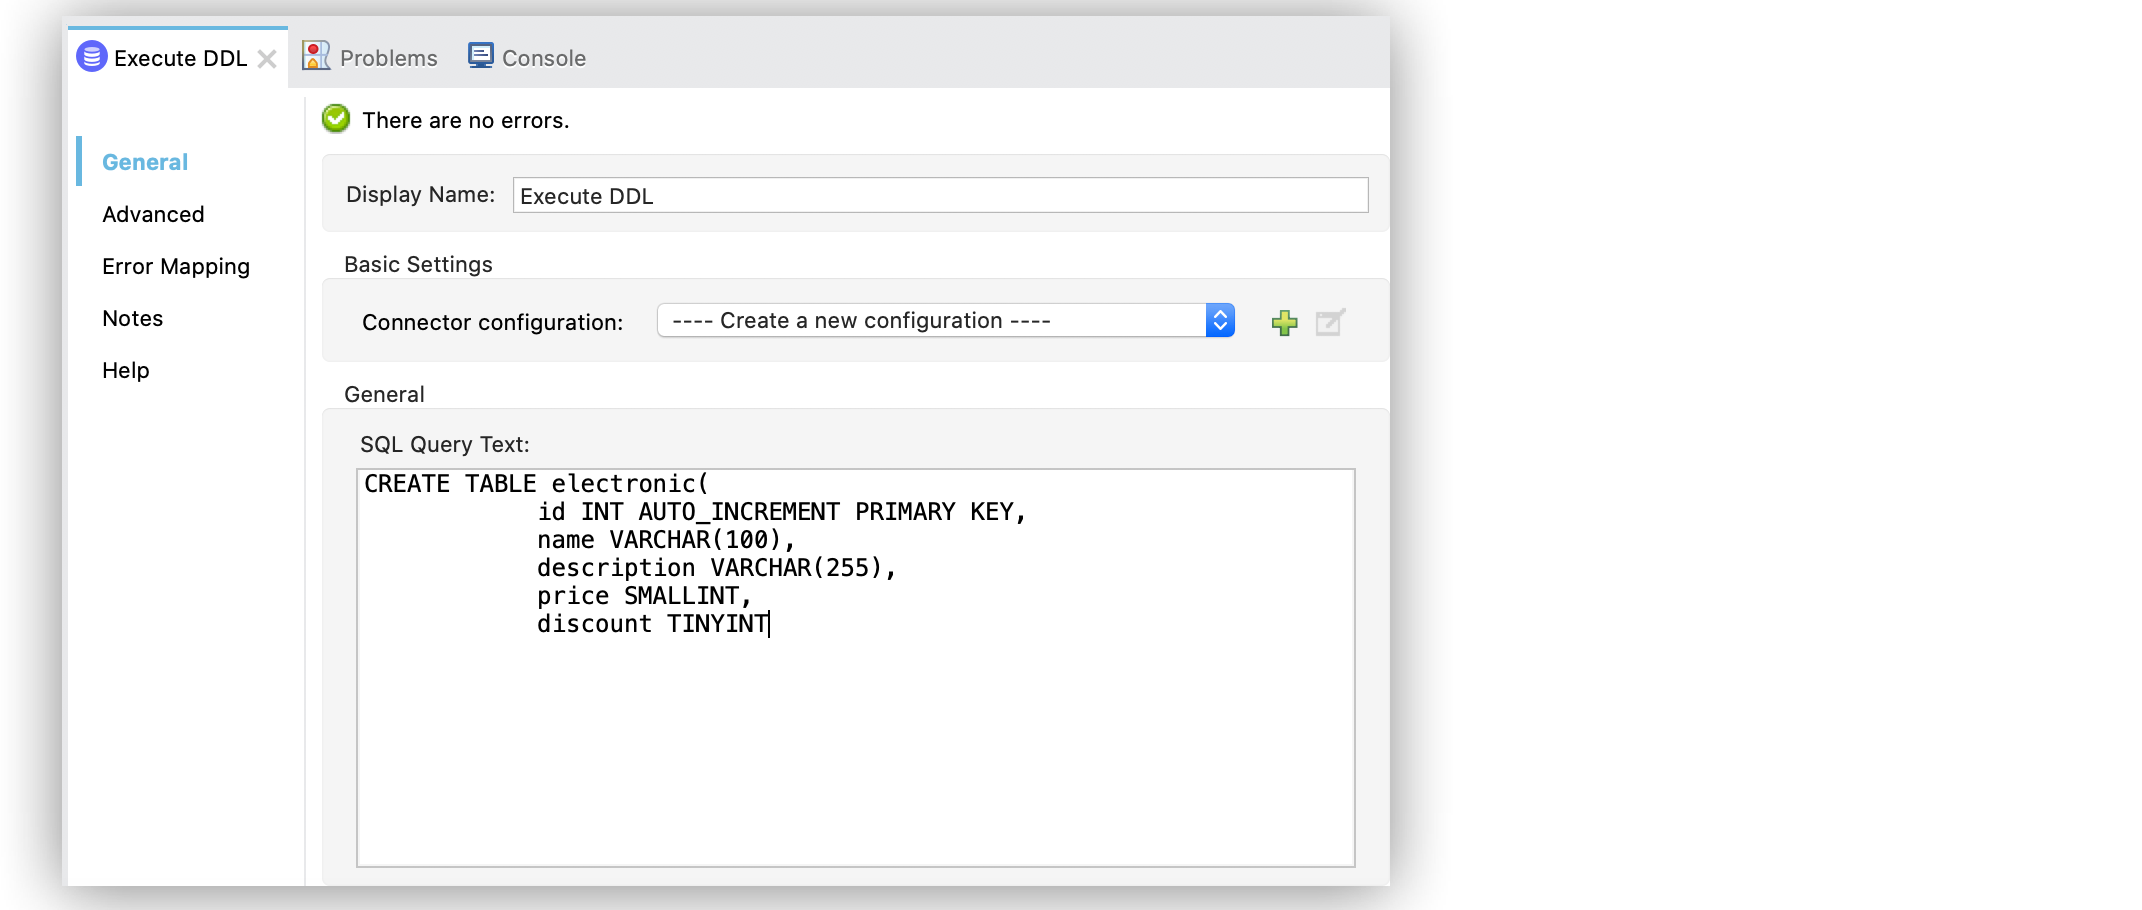 Execute DDL
Problems
Console
There are no errors.
General
Advanced
Error Mapping
Notes
Help
Display Name:
Execute DDL
Basic Settings
Connector configuration:
---- Create a new configuration ----
General
SQL Query Text:
CREATE TABLE electronic(
id INT AUTO_INCREMENT PRIMARY KEY,
name VARCHAR(100),
description VARCHAR(255),
price SMALLINT,
discount TINYINT